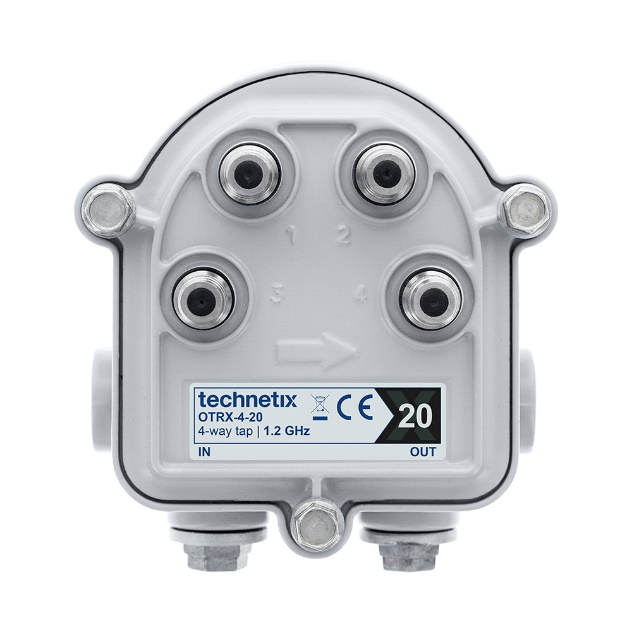 1 2
3 4
technetix
OTRX-4-20
4-way tap | 1.2 GHz
CE
20
IN OUT